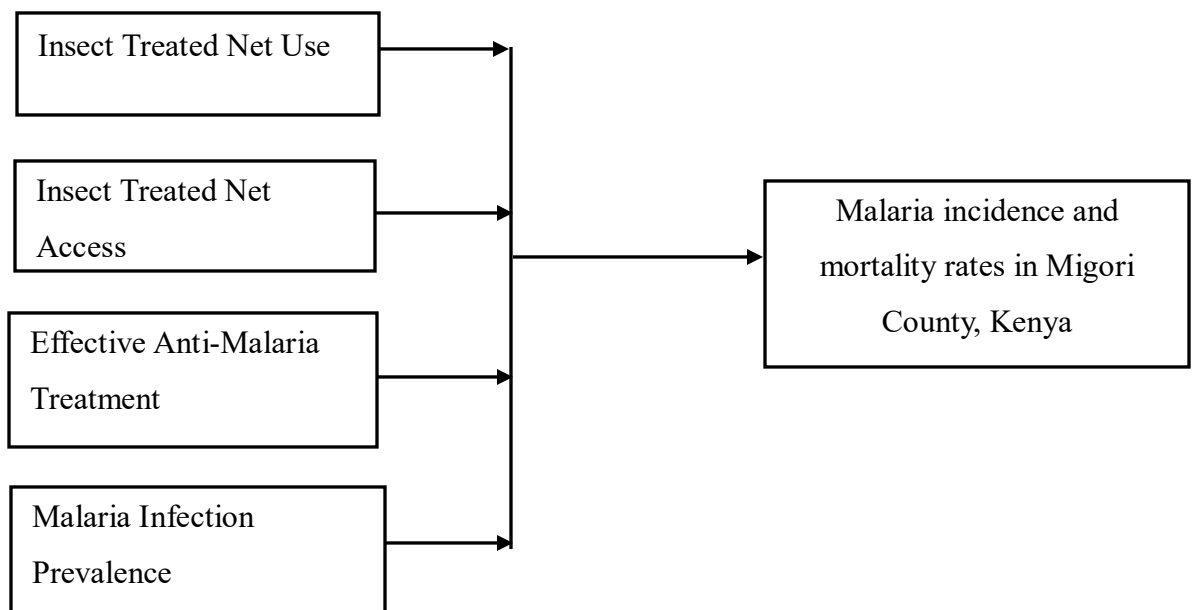 Insect Treated Net Use
Insect Treated Net
Access
Effective Anti-Malaria
Treatment
Malaria Infection
Prevalence
Malaria incidence and
mortality rates in Migori
County, Kenya